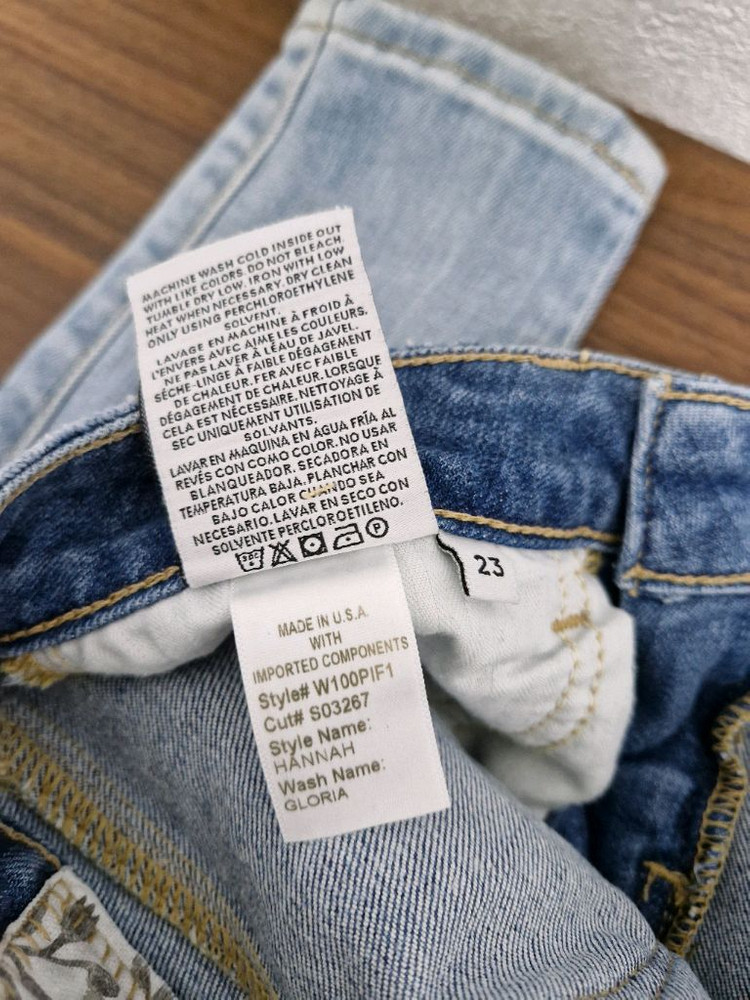 MACHINE WASH COLD INSIDE OUT
WITH LIKE COLORS. DO NOT BLEACH.
TUMBLE DRY LOW. IRON WITH LOW
HEAT WHEN NECESSARY. DRY CLEAN
ONLY USING PERCHLOROETHYLENE
SOLVENT.
LAVAGE EN MACHINE À FROID À
L'ENVERS AVEC AIME LES COULEURS.
NE PAS LAVER À LÉAU DE JAVEL.
SÉCHE-LINGE À FAIBLE DÉGAGEMENT
DE CHALEUR. FER AVEC FAIBLE
DÉGAGEMENT DE CHALEUR. LORSQUE
CELA EST NÉCESSAIRE. NETTOYAGE À
SEC UNIQUEMENT UTILISATION DE
SOLVANTS.
LAVAR EN MAQUINA EN AGUA FRÍA AL
REVÉS CON COMO COLOR. NO USAR
BLANQUEADOR. SECADORA EN
TEMPERATURA BAJA. PLANCHAR CON
BAJO CALOR CUANDO SEA
NECESARIO. LAVAR EN SECO CON
SOLVENTE PERCLOROETILENO.
P
23
MADE IN U.S.A.
WITH
IMPORTED COMPONENTS
Style# W100PIF1
Cut# S03267
Style Name:
HANNAH
Wash Name:
GLORIA